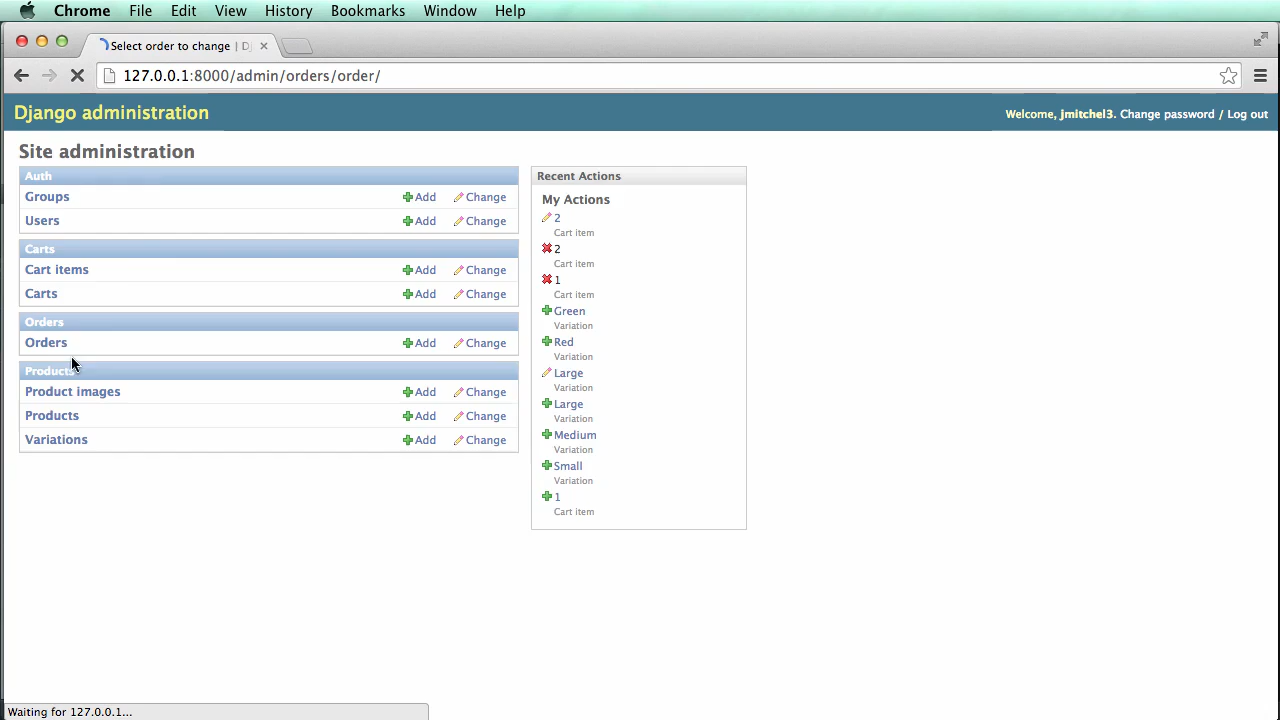 Chrome File Edit View History Bookmarks Window Help
Select order to change | D
127.0.0.1:8000/admin/orders/order/
Django administration
Welcome, jmitchel3. Change password / Log out
Site administration
Auth
Groups Add Change
Users Add Change
Carts
Cart items Add Change
Carts Add Change
Orders
Orders Add Change
Products
Product images Add Change
Products Add Change
Variations Add Change
Recent Actions
My Actions
2
Cart item
2
Cart item
1
Cart item
Green
Variation
Red
Variation
Large
Variation
Large
Variation
Medium
Variation
Small
Variation
1
Cart item
Waiting for 127.0.0.1...